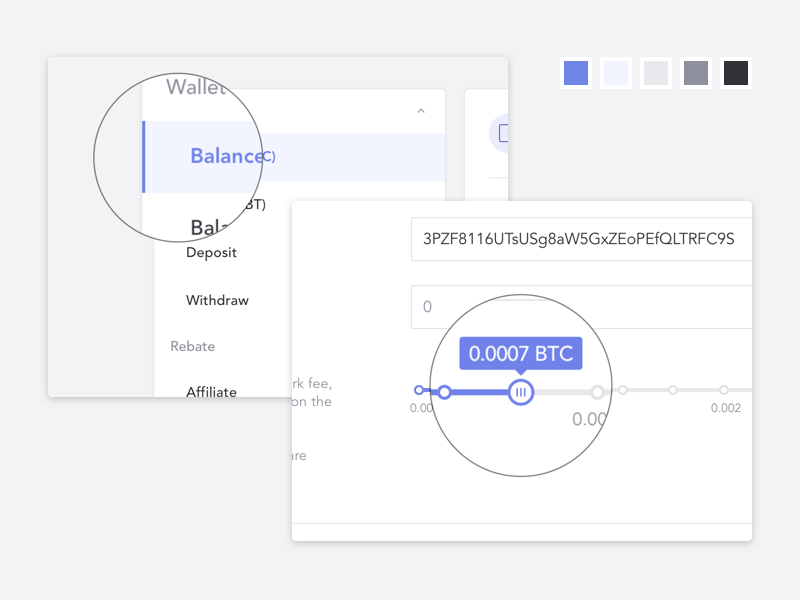 Wallet
Balance C)
BT)
Bala
Deposit
Withdraw
Rebate
Affiliate
3PZF8116UTsUSg8aW5GxZEoPEfQLTRFC9S
0
0.0007 BTC
0.00
0.00
0.002
rk fee,
on the
are